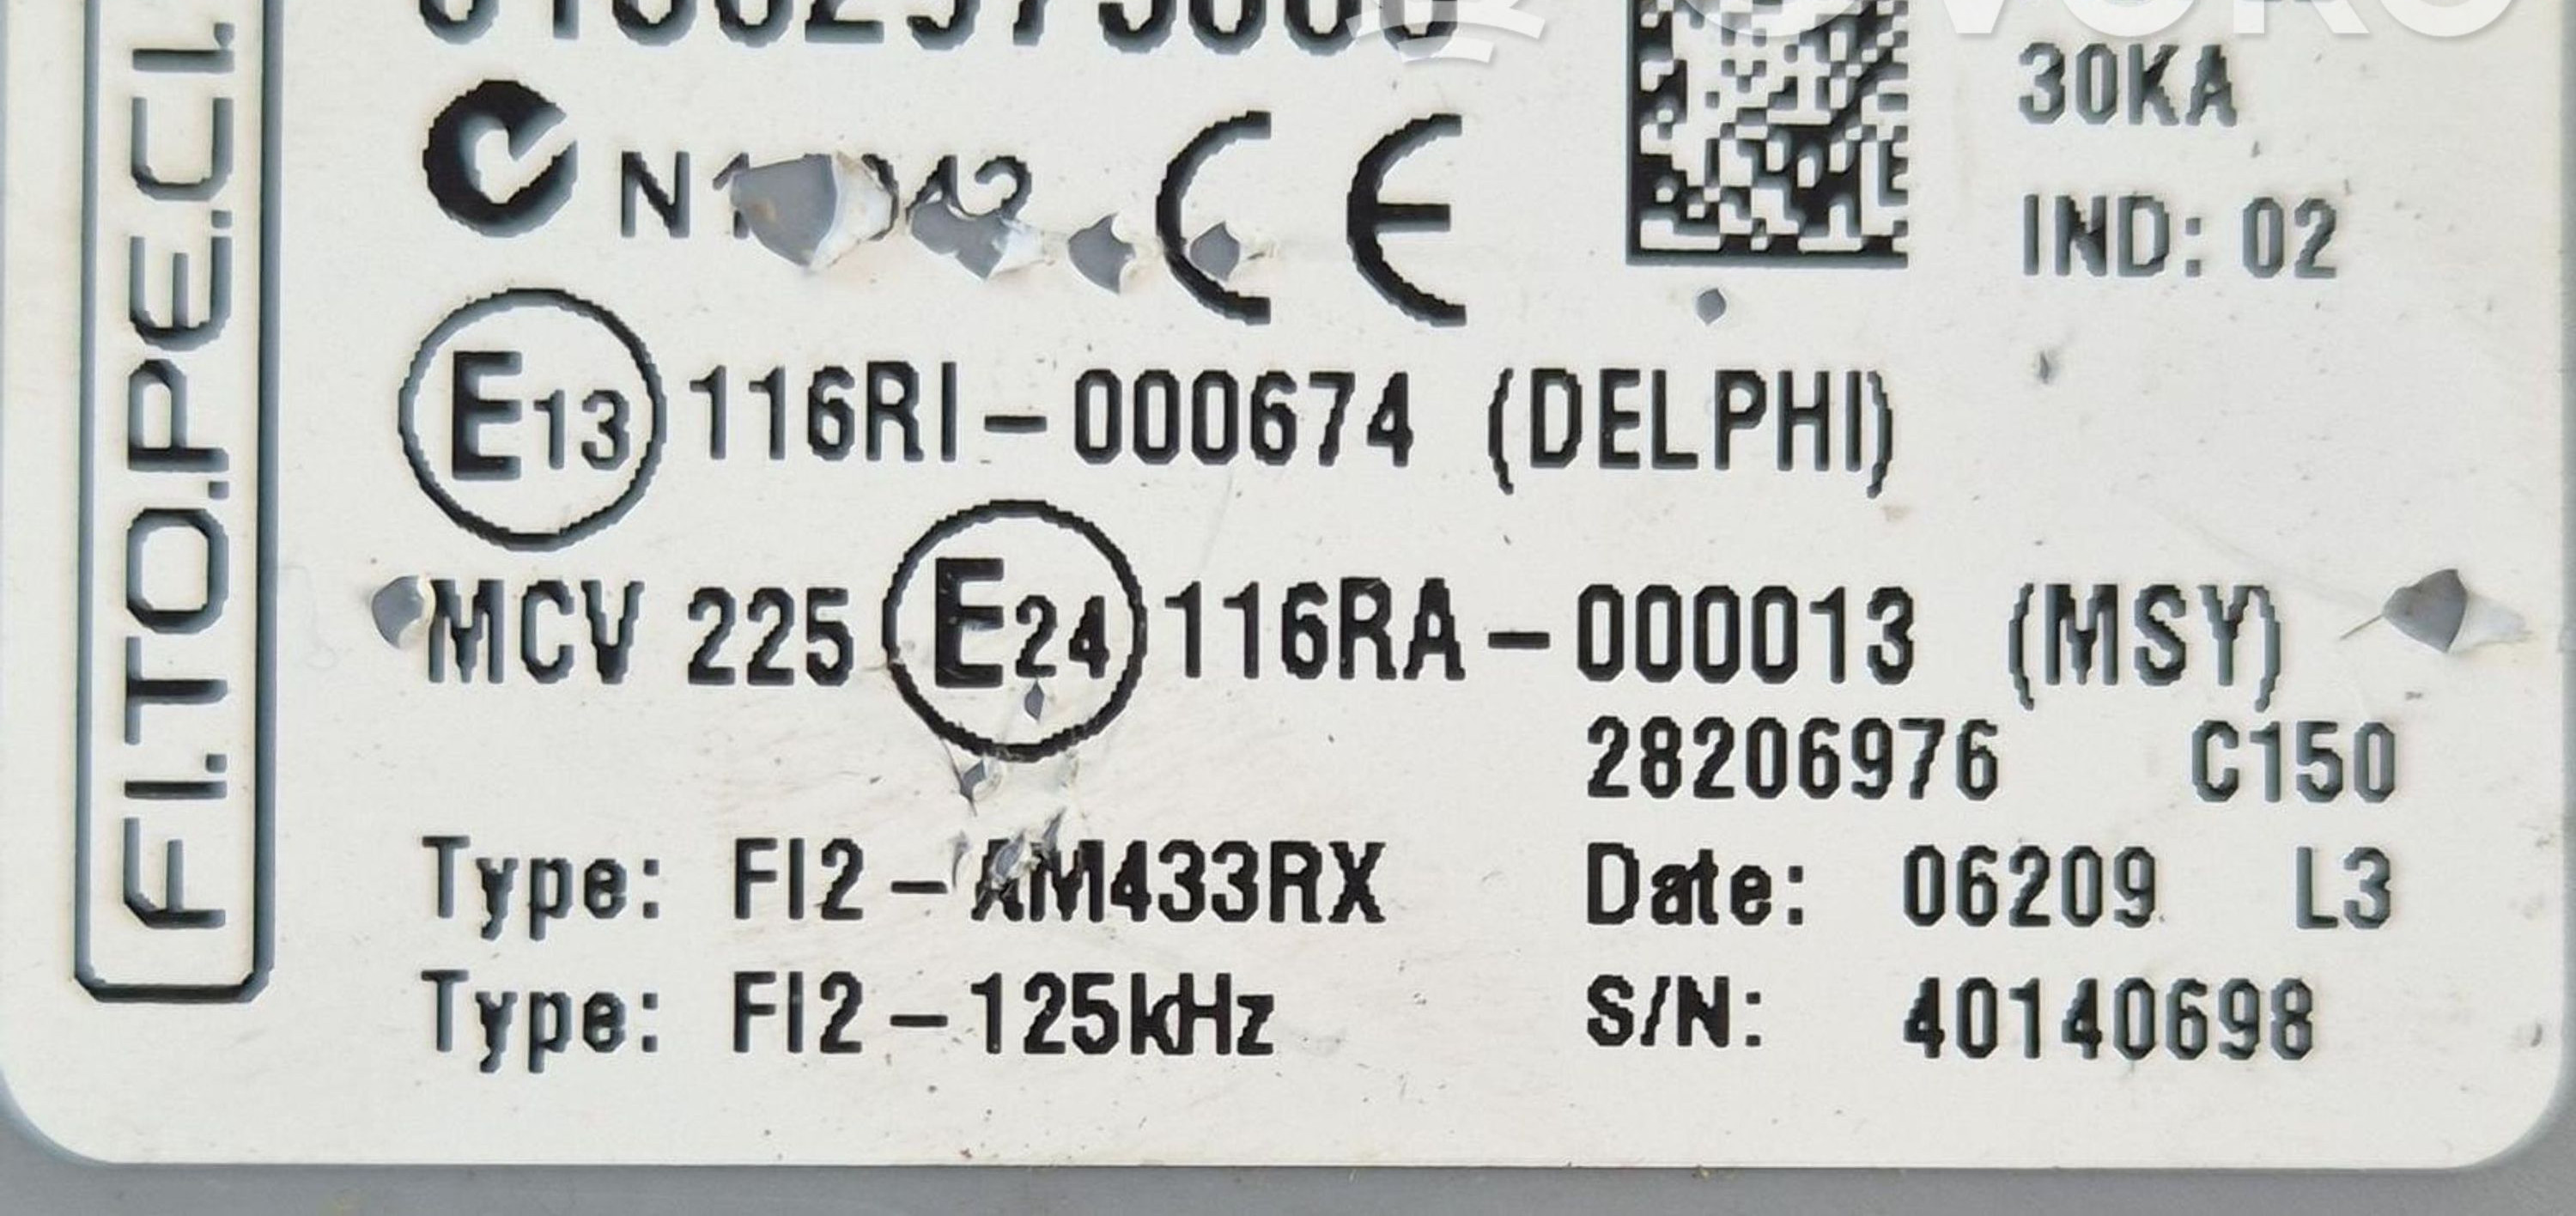 FI.TO.PE.CI.
30KA
IND: 02
CE
E13 116RI-000674 (DELPHI)
MCV 225 E24 116RA-000013 (MSY)
28206976 C150
Type: FI2-AM433RX Date: 06209 L3
Type: FI2-125kHz S/N: 40140698